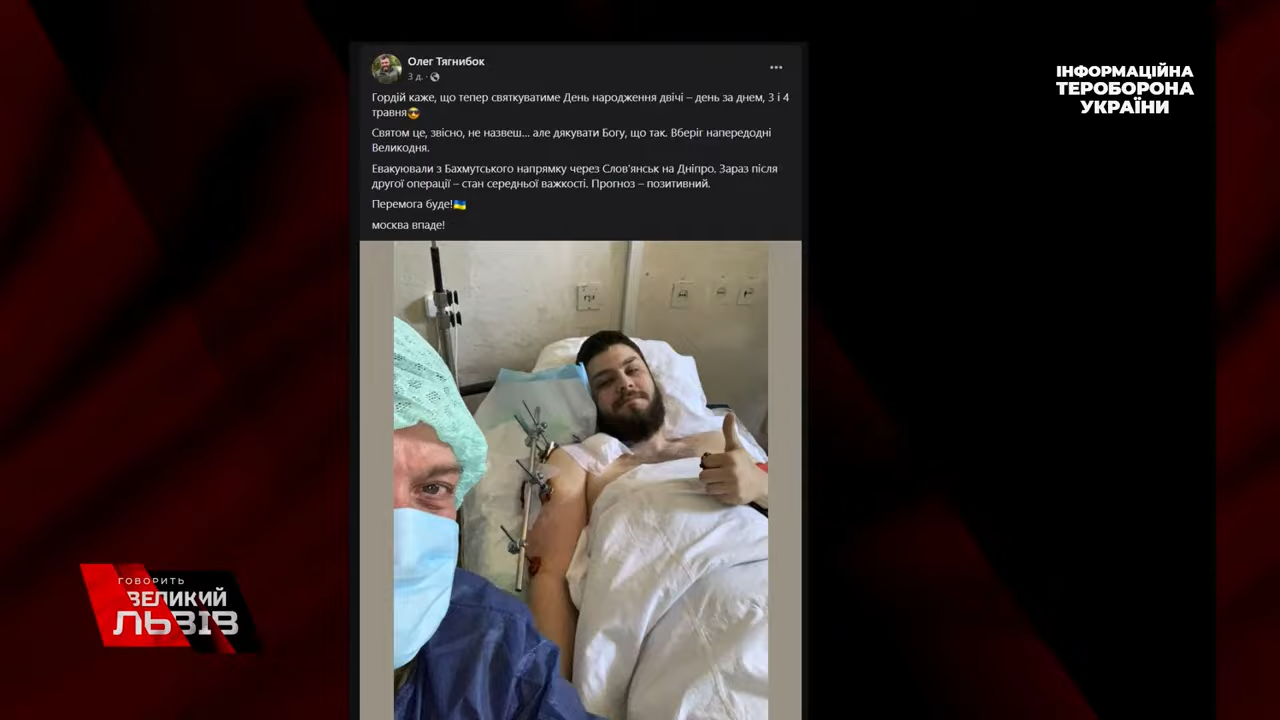 Олег Тягнибок
3 д.
Гордій каже, що тепер святкуватиме День народження двічі – день за днем, 3 і 4
травня😎
Святом це, звісно, не назвеш... але дякувати Богу, що так. Вберіг напередодні
Великодня.
Евакуювали з Бахмутського напрямку через Слов'янськ на Дніпро. Зараз після
другої операції – стан середньої важкості. Прогноз – позитивний.
Перемога буде!🇺🇦
москва впаде!
ІНФОРМАЦІЙНА
ТЕРОБОРОНА
УКРАЇНИ
ГОВОРИТЬ
ВЕЛИКИЙ
ЛЬВІВ